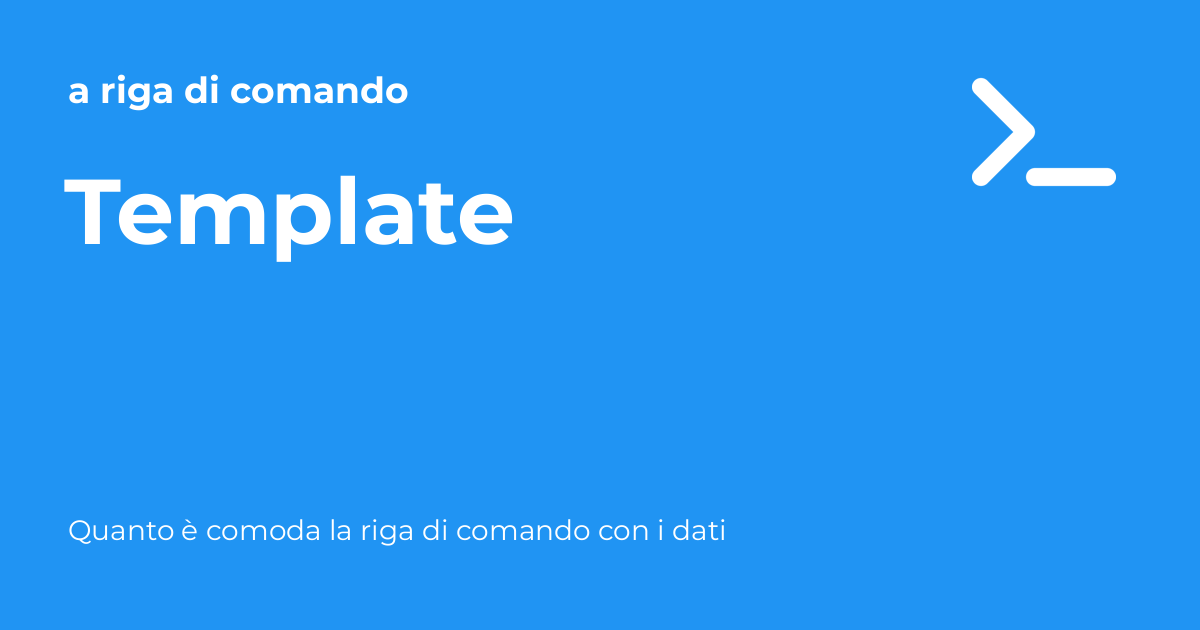 a riga di comando
Template
Quanto è comoda la riga di comando con i dati